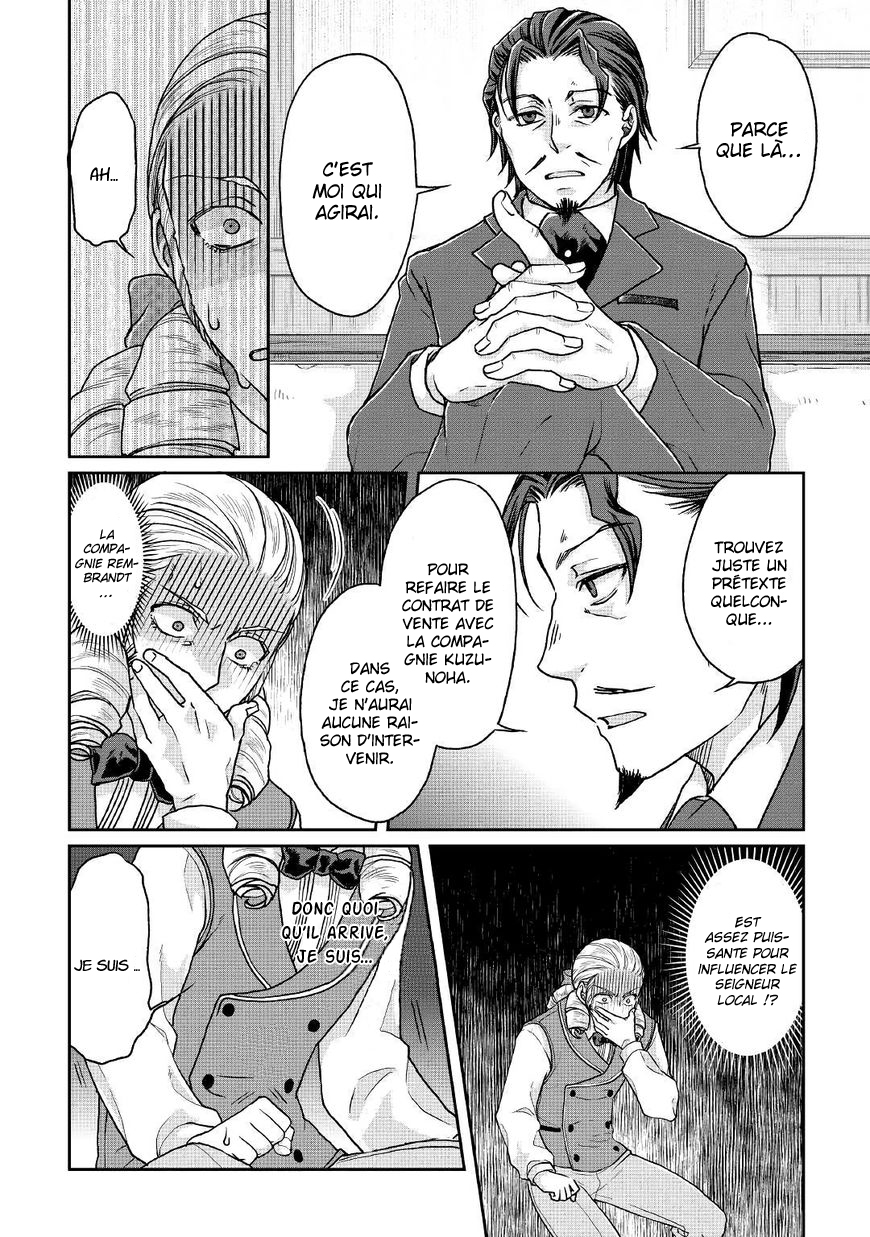 PARCE
QUE LÀ...
C'EST
MOI QUI
AGIRAI.
AH...
TROUVEZ
JUSTE UN
PRÉTEXTE
QUELCON-
QUE...
POUR
REFAIRE LE
CONTRAT DE
VENTE AVEC
LA COMPA-
GNIE KUZU-
NOHA.
DANS
CE CAS,
JE N'AURAI
AUCUNE RAI-
SON D'INTER-
VENIR.
LA
COMPA-
GNIE REM-
BRANDT
...
EST
ASSEZ PUIS-
SANTE POUR
INFLUENCER LE
SEIGNEUR
LOCAL !?
DONC QUOI
QU'IL ARRIVE,
JE SUIS...
JE SUIS ...